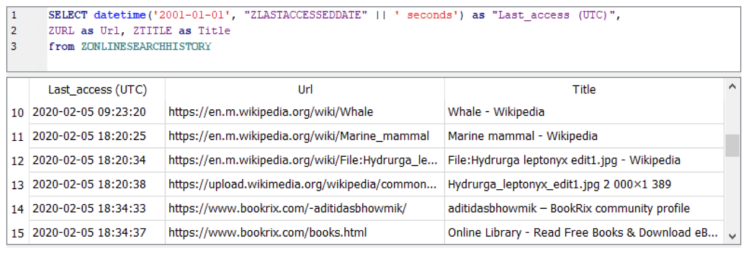 1 SELECT datetime('2001-01-01', "ZLASTACCESSEDDATE" || ' seconds') as "Last_access (UTC)",
2 ZURL as Url, ZTITLE as Title
3 from ZONLINESEARCHHISTORY
Last_access (UTC) Url Title
10 2020-02-05 09:23:20 https://en.m.wikipedia.org/wiki/Whale Whale - Wikipedia
11 2020-02-05 18:20:25 https://en.m.wikipedia.org/wiki/Marine_mammal Marine mammal - Wikipedia
12 2020-02-05 18:20:34 https://en.m.wikipedia.org/wiki/File:Hydrurga_le... File:Hydrurga leptonyx edit1.jpg - Wikipedia
13 2020-02-05 18:20:38 https://upload.wikimedia.org/wikipedia/common... Hydrurga_leptonyx_edit1.jpg 2 000×1 389
14 2020-02-05 18:34:33 https://www.bookrix.com/-aditidasbhowmik/ aditidasbhowmik – BookRix community profile
15 2020-02-05 18:34:37 https://www.bookrix.com/books.html Online Library - Read Free Books & Download eB...